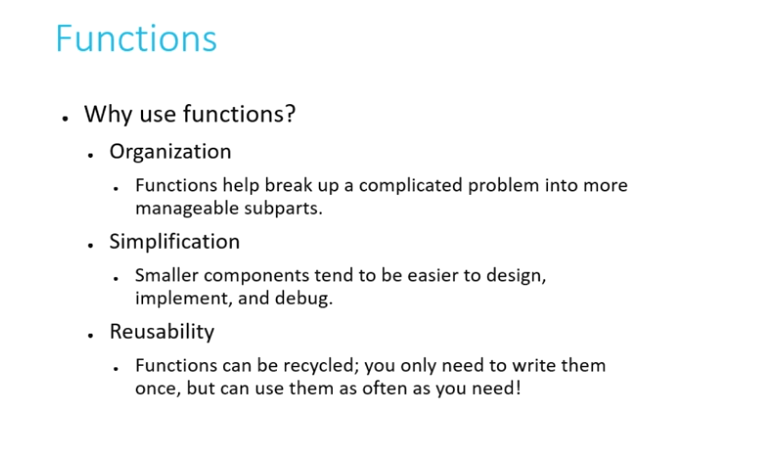 Functions
• Why use functions?
• Organization
• Functions help break up a complicated problem into more
manageable subparts.
• Simplification
• Smaller components tend to be easier to design,
implement, and debug.
• Reusability
• Functions can be recycled; you only need to write them
once, but can use them as often as you need!